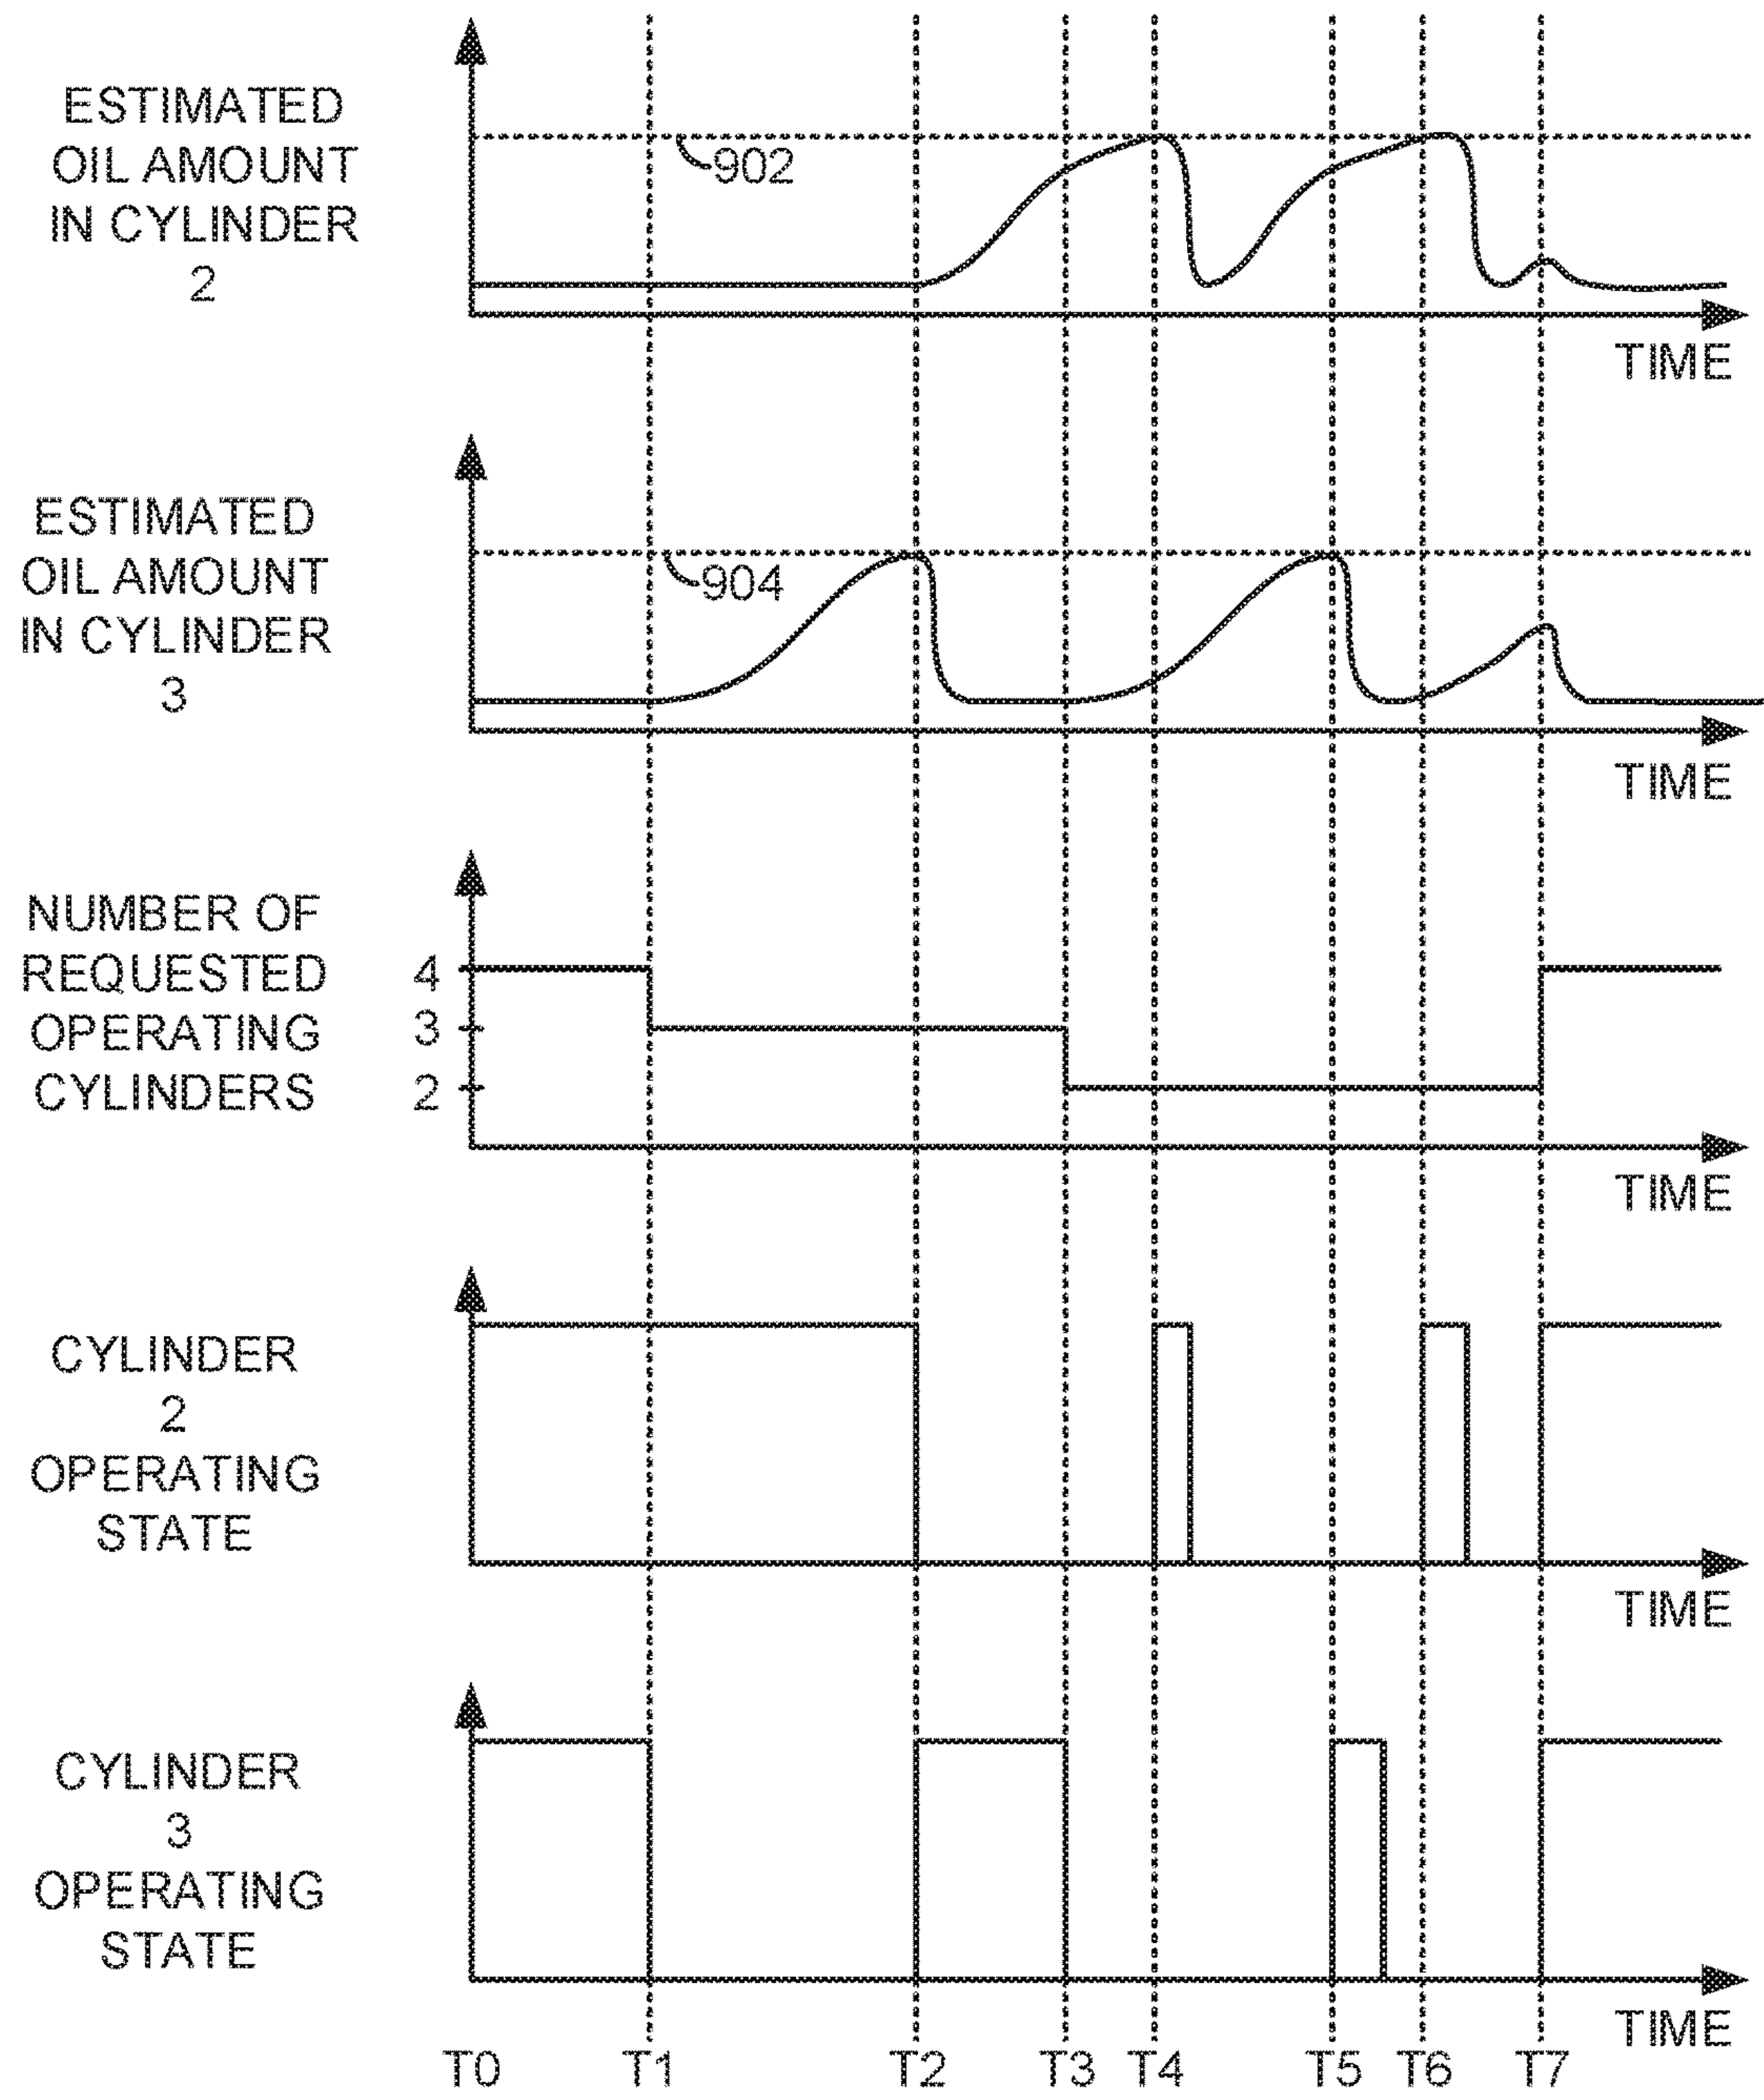 ESTIMATED
OIL AMOUNT
IN CYLINDER
2
902
TIME
ESTIMATED
OIL AMOUNT
IN CYLINDER
3
904
TIME
NUMBER OF
REQUESTED
OPERATING
CYLINDERS
4
3
2
TIME
CYLINDER
2
OPERATING
STATE
TIME
CYLINDER
3
OPERATING
STATE
TIME
T0 T1 T2 T3 T4 T5 T6 T7